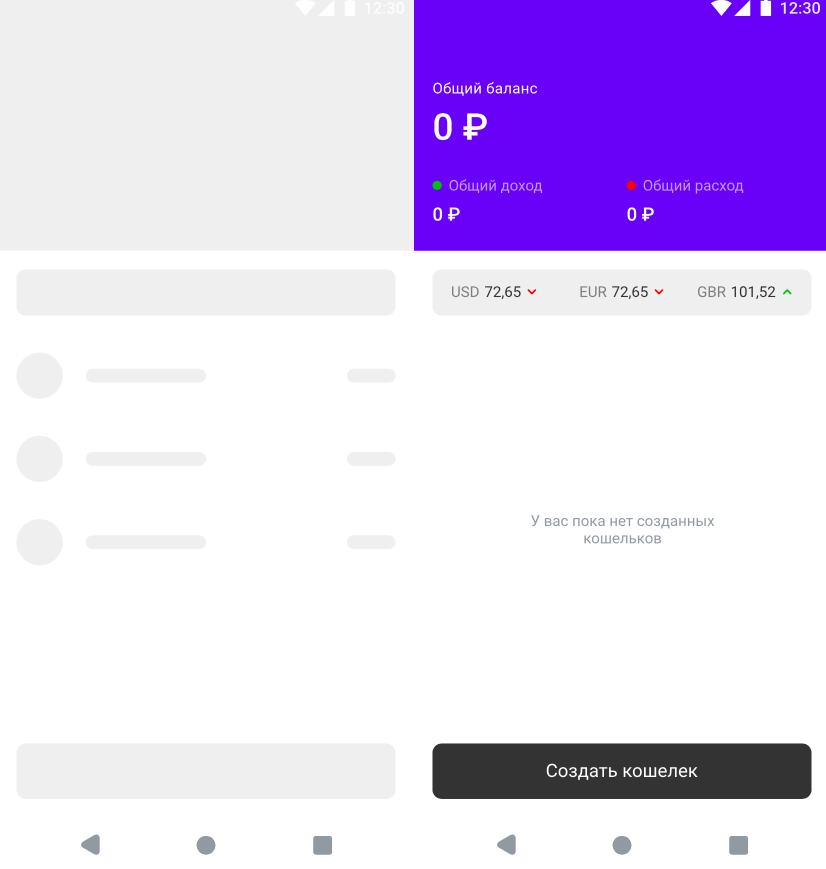 12:30
12:30
Общий баланс
0 ₽
Общий доход
Общий расход
0 ₽
0 ₽
USD 72,65 EUR 72,65 GBR 101,52
У вас пока нет созданных
кошельков
Создать кошелек